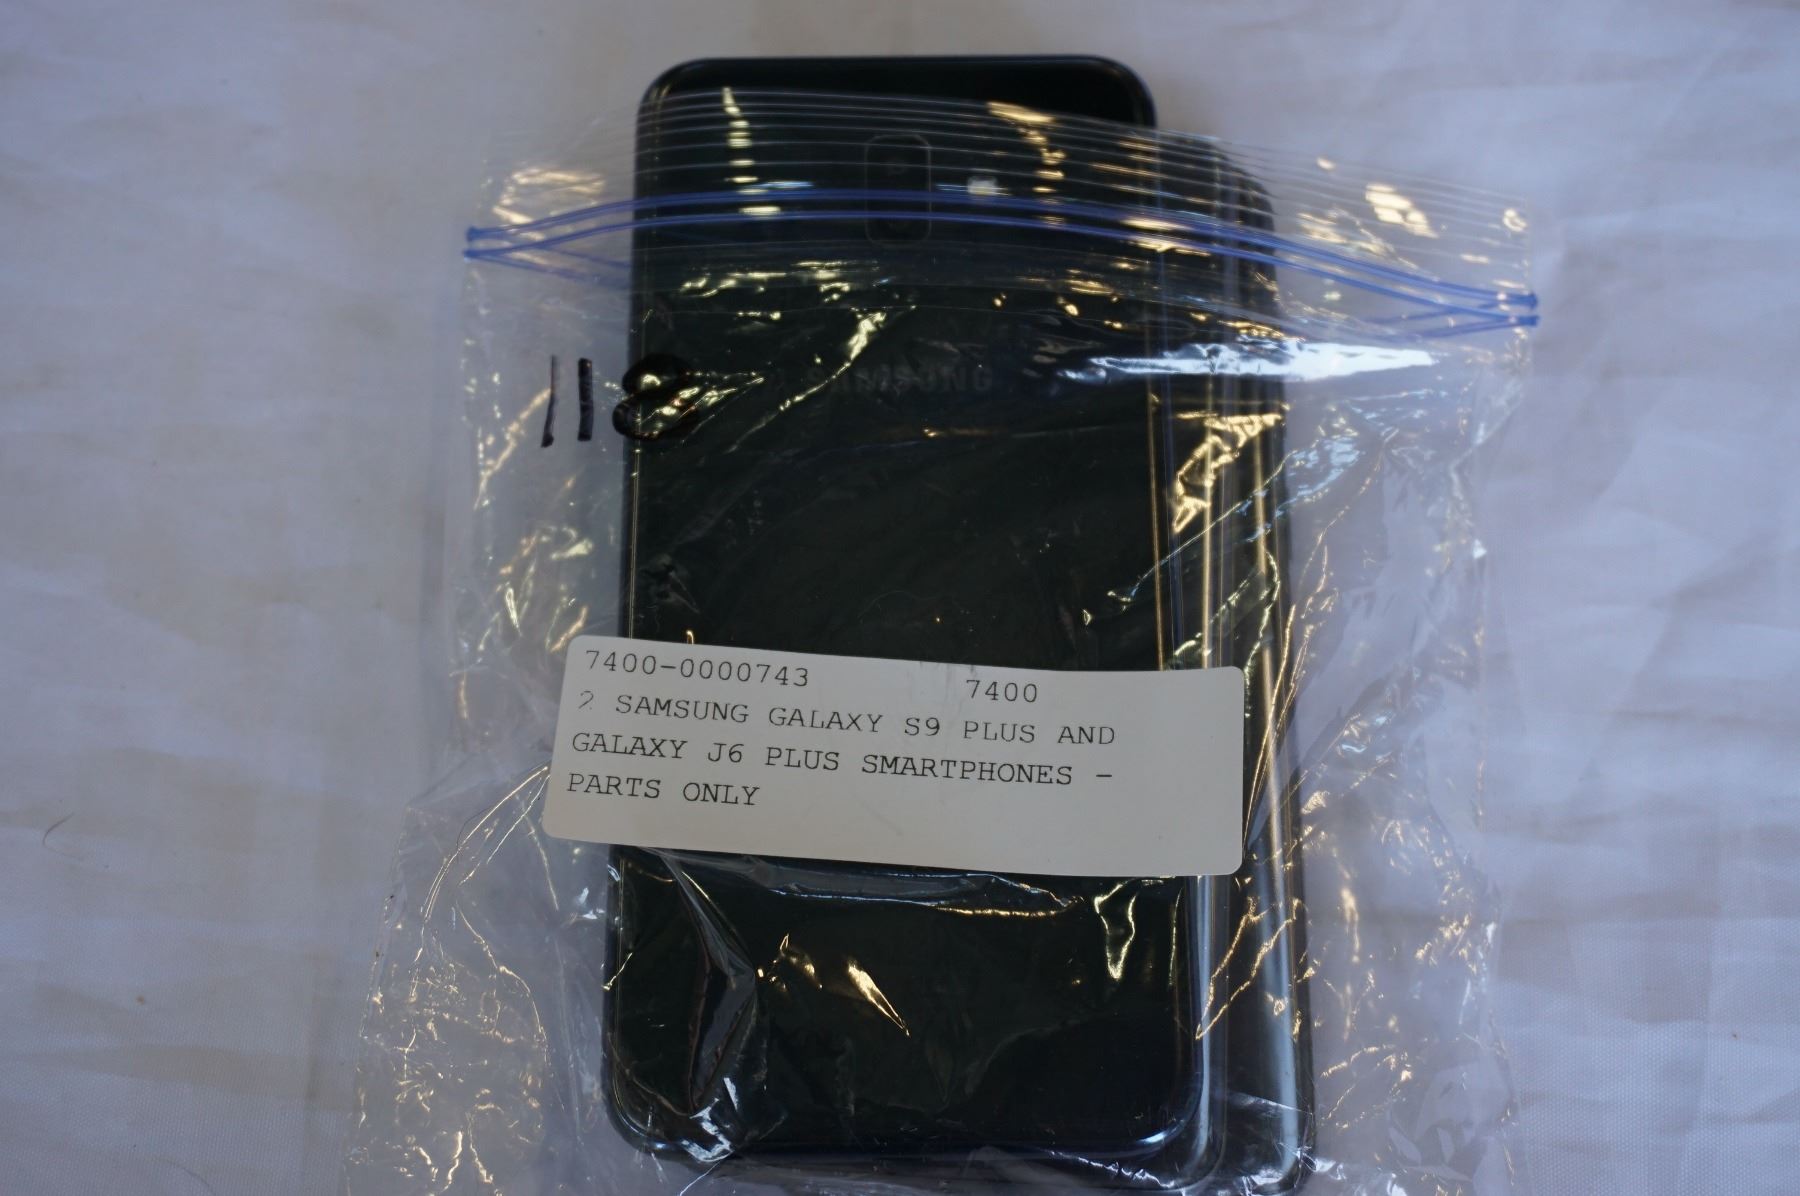 118
SAMSUNG
7400-0000743 7400
2 SAMSUNG GALAXY S9 PLUS AND
GALAXY J6 PLUS SMARTPHONES -
PARTS ONLY